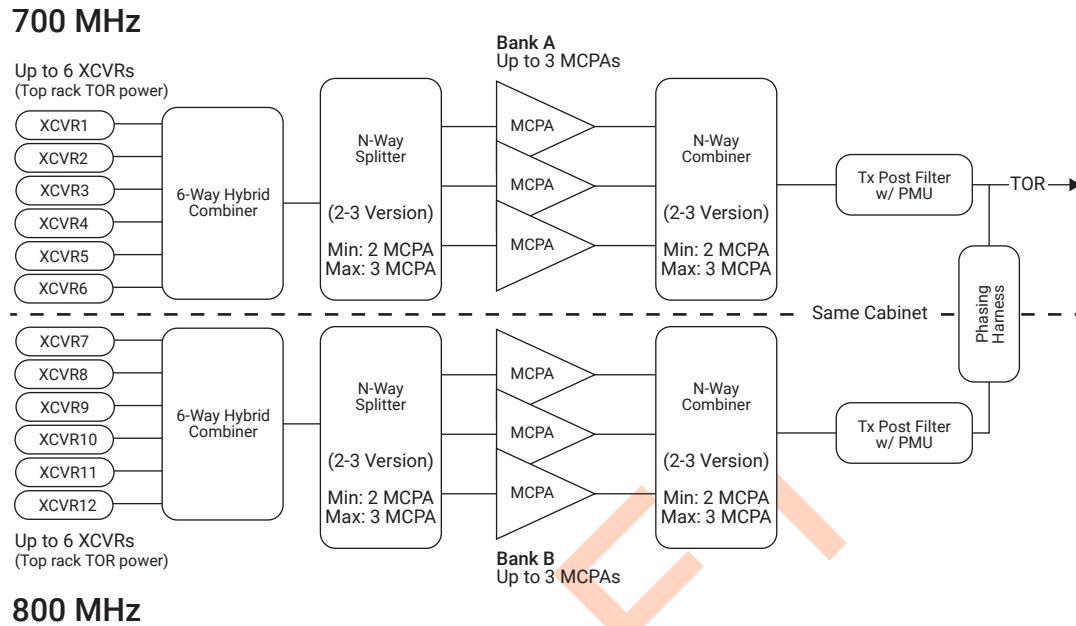 700 MHz
Up to 6 XCVRs
(Top rack TOR power)
XCVR1
XCVR2
XCVR3
XCVR4
XCVR5
XCVR6
6-Way Hybrid
Combiner
N-Way
Splitter
(2-3 Version)
Min: 2 MCPA
Max: 3 MCPA
Bank A
Up to 3 MCPAs
MCPA
MCPA
MCPA
N-Way
Combiner
(2-3 Version)
Min: 2 MCPA
Max: 3 MCPA
Tx Post Filter
w/ PMU
TOR
Same Cabinet
Phasing
Harness
XCVR7
XCVR8
XCVR9
XCVR10
XCVR11
XCVR12
Up to 6 XCVRs
(Top rack TOR power)
6-Way Hybrid
Combiner
N-Way
Splitter
(2-3 Version)
Min: 2 MCPA
Max: 3 MCPA
MCPA
MCPA
MCPA
Bank B
Up to 3 MCPAs
N-Way
Combiner
(2-3 Version)
Min: 2 MCPA
Max: 3 MCPA
Tx Post Filter
w/ PMU
800 MHz